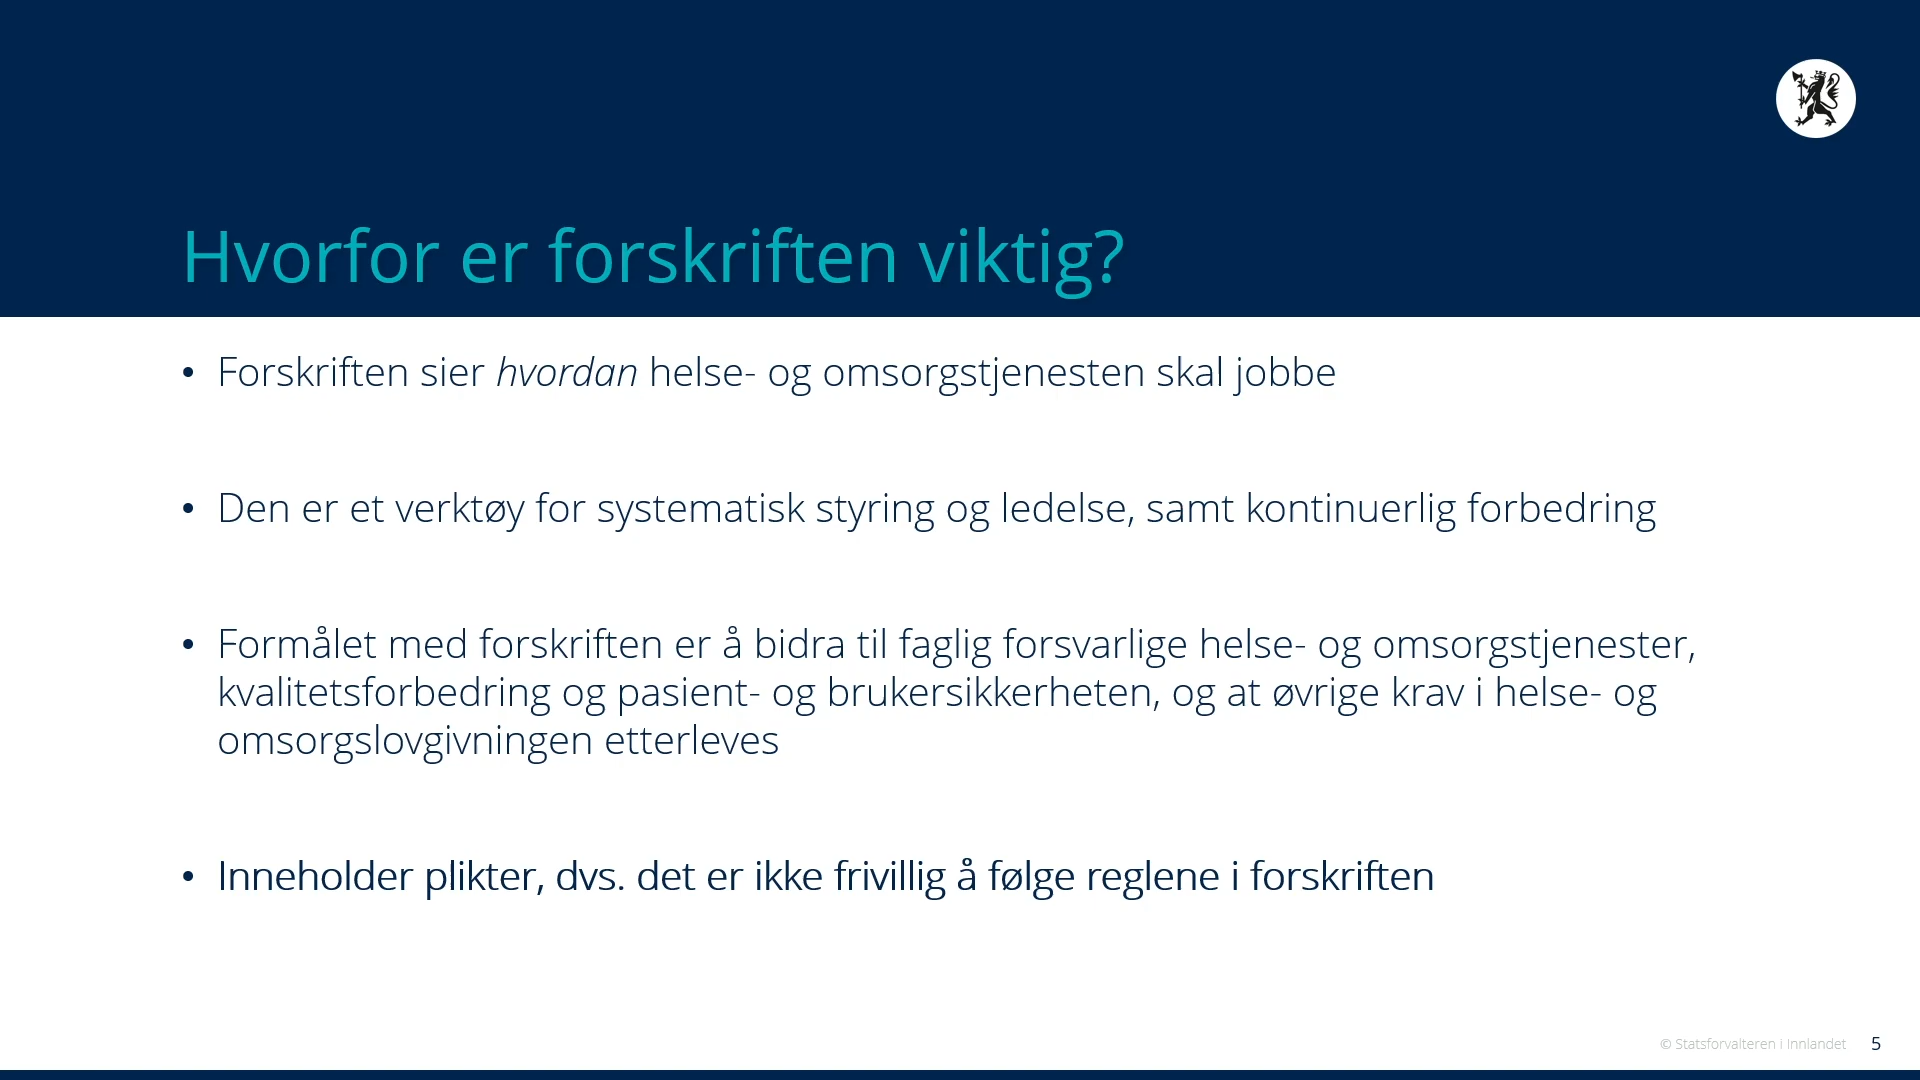 Hvorfor er forskriften viktig?
• Forskriften sier hvordan helse- og omsorgstjenesten skal jobbe
• Den er et verktøy for systematisk styring og ledelse, samt kontinuerlig forbedring
• Formålet med forskriften er å bidra til faglig forsvarlige helse- og omsorgstjenester,
kvalitetsforbedring og pasient- og brukersikkerheten, og at øvrige krav i helse- og
omsorgslovgivningen etterleves
• Inneholder plikter, dvs. det er ikke frivillig å følge reglene i forskriften
© Statsforvalteren i Innlandet 5